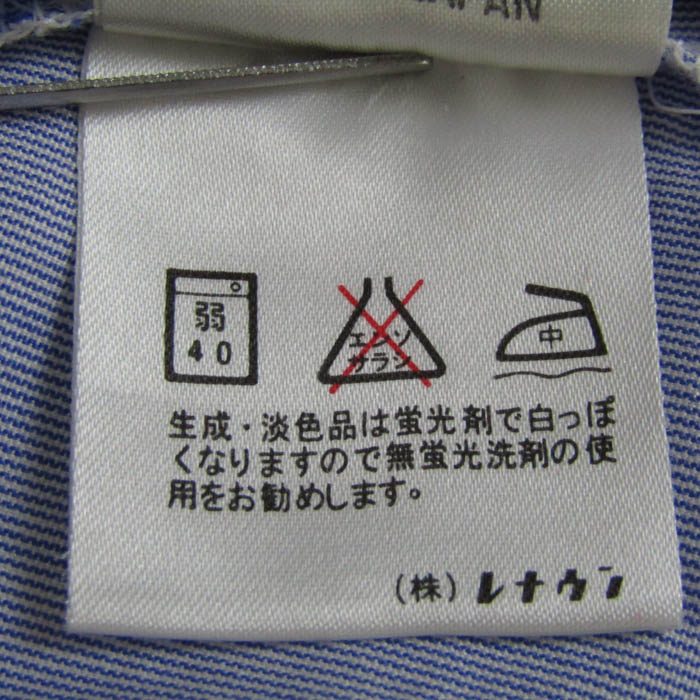 JAPAN
弱
40
エンソ
サラシ
中
生成・淡色品は蛍光剤で白っぽ
くなりますので無蛍光洗剤の使
用をお勧めします。
(株)レナウン